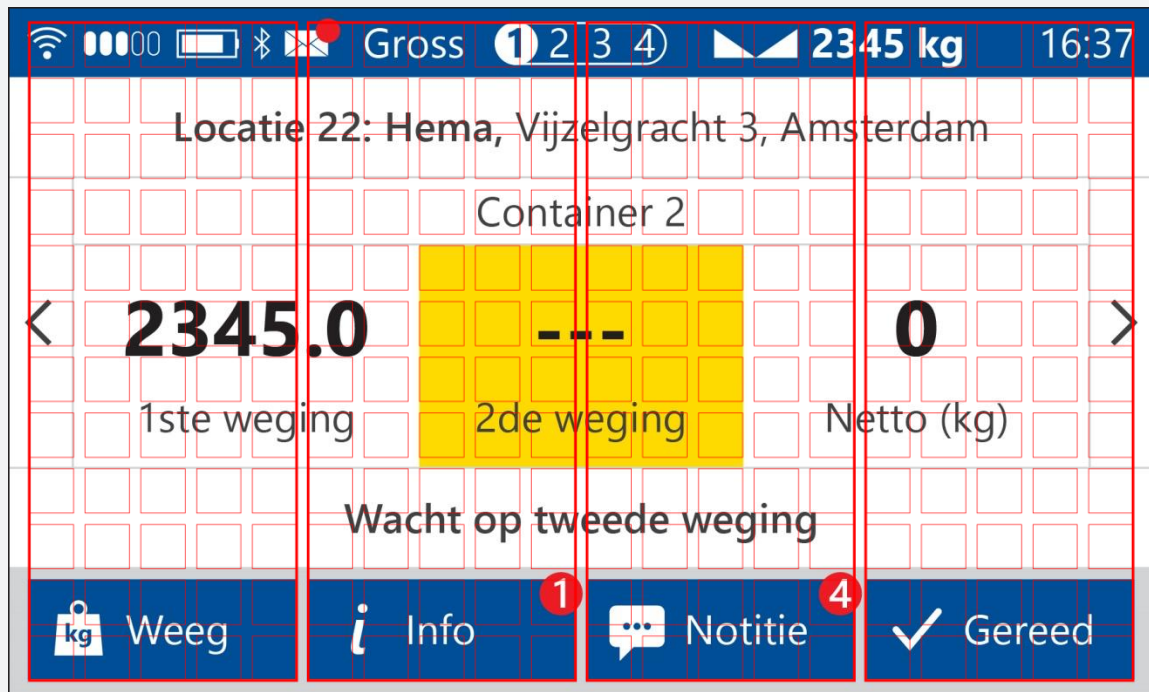 Gross 1 2 3 4 2345 kg 16:37
Locatie 22: Hema, Vijzelgracht 3, Amsterdam
Container 2
2345.0 --- 0
1ste weging 2de weging Netto (kg)
Wacht op tweede weging
1 4
kg Weeg i Info Notitie Gereed